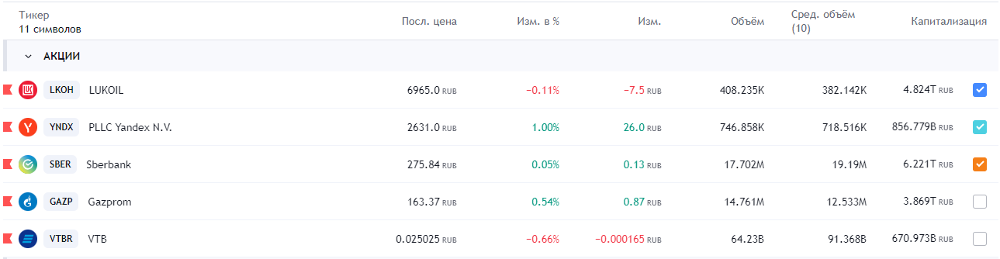 Тикер
11 символов
Посл. цена Изм. в % Изм. Объём Сред. объём
(10) Капитализация
АКЦИИ
LKOH LUKOIL 6965.0 RUB −0.11% −7.5 RUB 408.235K 382.142K 4.824T RUB
YNDX PLLC Yandex N.V. 2631.0 RUB 1.00% 26.0 RUB 746.858K 718.516K 856.779B RUB
SBER Sberbank 275.84 RUB 0.05% 0.13 RUB 17.702M 19.19M 6.221T RUB
GAZP Gazprom 163.37 RUB 0.54% 0.87 RUB 14.761M 12.533M 3.869T RUB
VTBR VTB 0.025025 RUB −0.66% −0.000165 RUB 64.23B 91.368B 670.973B RUB